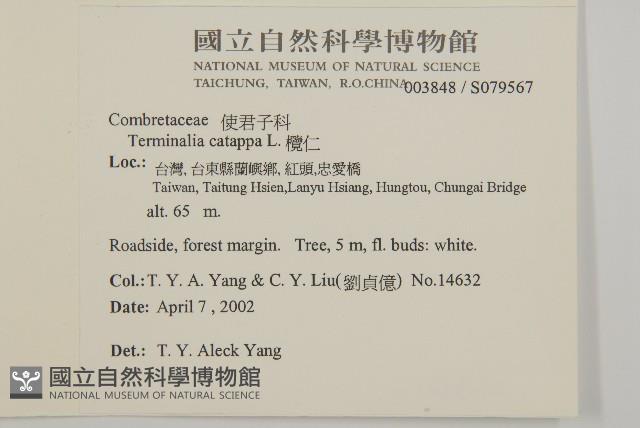 國立自然科學博物館
NATIONAL MUSEUM OF NATURAL SCIENCE
TAICHUNG, TAIWAN, R.O.CHINA
003848 / S079567
Combretaceae 使君子科
Terminalia catappa L. 欖仁
Loc.: 台灣, 台東縣蘭嶼鄉, 紅頭,忠愛橋
Taiwan, Taitung Hsien,Lanyu Hsiang, Hungtou, Chungai Bridge
alt. 65 m.
Roadside, forest margin. Tree, 5 m, fl. buds: white.
Col.: T. Y. A. Yang & C. Y. Liu(劉貞億) No.14632
Date: April 7 , 2002
Det.: T. Y. Aleck Yang
國立自然科學博物館
NATIONAL MUSEUM OF NATURAL SCIENCE